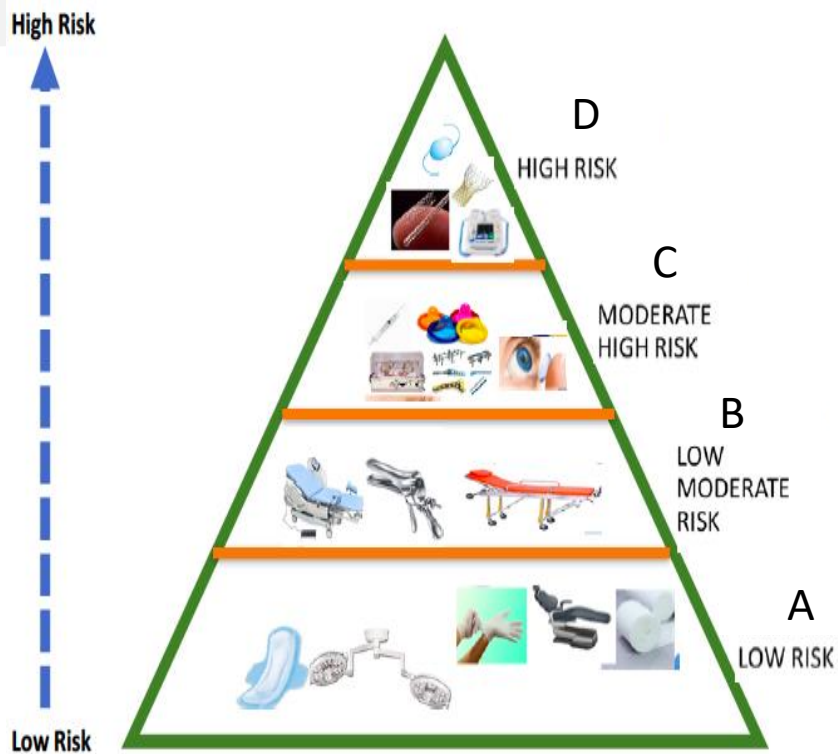 High Risk
D
HIGH RISK
C
MODERATE
HIGH RISK
B
LOW
MODERATE
RISK
A
LOW RISK
Low Risk